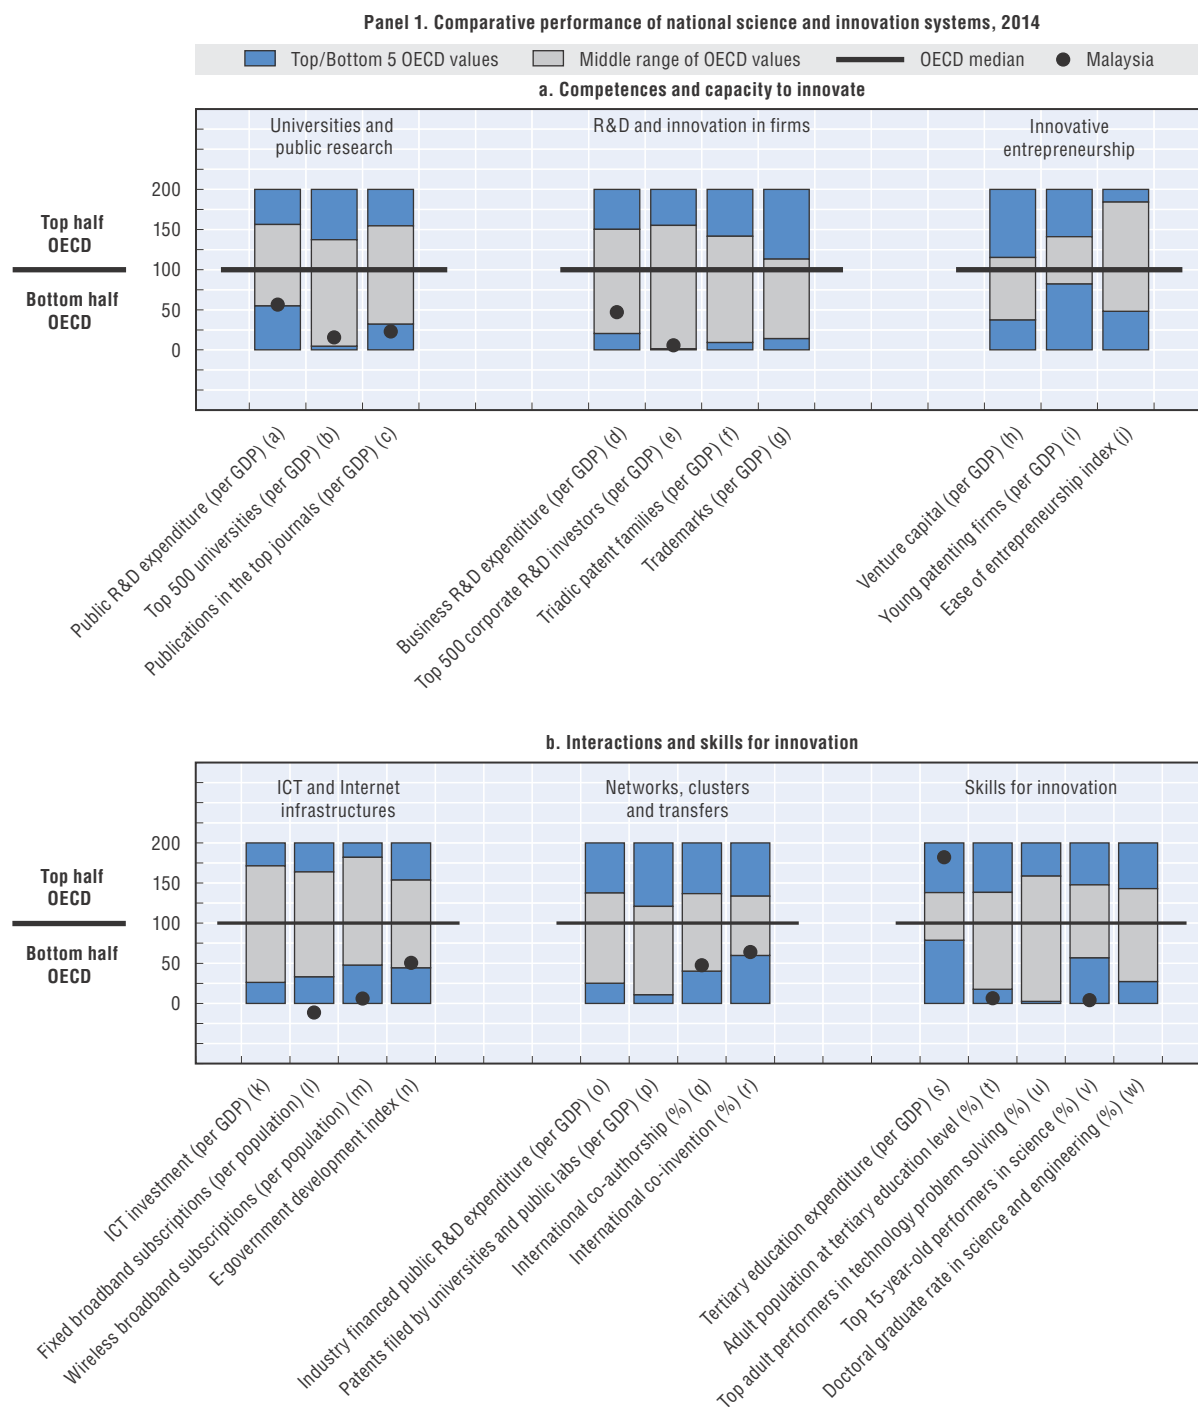 Panel 1. Comparative performance of national science and innovation systems, 2014
Top/Bottom 5 OECD values
Middle range of OECD values
OECD median
Malaysia
a. Competences and capacity to innovate
Universities and
public research
R&D and innovation in firms
Innovative
entrepreneurship
200
150
100
50
0
Top half
OECD
Bottom half
OECD
Public R&D expenditure (per GDP) (a)
Top 500 universities (per GDP) (b)
Publications in the top journals (per GDP) (c)
Business R&D expenditure (per GDP) (d)
Top 500 corporate R&D investors (per GDP) (e)
Triadic patent families (per GDP) (f)
Trademarks (per GDP) (g)
Venture capital (per GDP) (h)
Young patenting firms (per GDP) (i)
Ease of entrepreneurship index (j)
b. Interactions and skills for innovation
ICT and Internet
infrastructures
Networks, clusters
and transfers
Skills for innovation
200
150
100
50
0
Top half
OECD
Bottom half
OECD
ICT investment (per GDP) (k)
Fixed broadband subscriptions (per population) (l)
Wireless broadband subscriptions (per population) (m)
E-government development index (n)
Industry financed public R&D expenditure (per GDP) (o)
Patents filed by universities and public labs (per GDP) (p)
International co-authorship (%) (q)
International co-invention (%) (r)
Tertiary education expenditure (per GDP) (s)
Adult population at tertiary education level (%) (t)
Top adult performers in technology problem solving (%) (u)
Top 15-year-old performers in science (%) (v)
Doctoral graduate rate in science and engineering (%) (w)